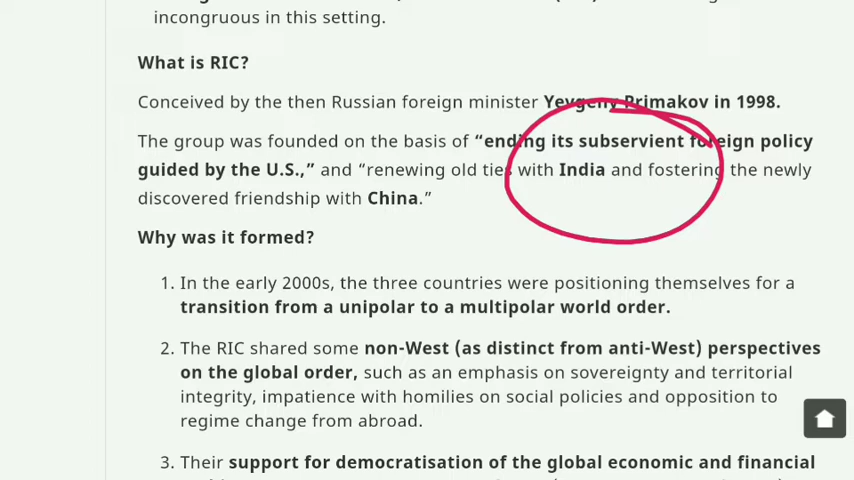 incongruous in this setting.
What is RIC?
Conceived by the then Russian foreign minister Yevgeny Primakov in 1998.
The group was founded on the basis of “ending its subservient foreign policy
guided by the U.S.,” and “renewing old ties with India and fostering the newly
discovered friendship with China.”
Why was it formed?
1. In the early 2000s, the three countries were positioning themselves for a
transition from a unipolar to a multipolar world order.
2. The RIC shared some non-West (as distinct from anti-West) perspectives
on the global order, such as an emphasis on sovereignty and territorial
integrity, impatience with homilies on social policies and opposition to
regime change from abroad.
3. Their support for democratisation of the global economic and financial